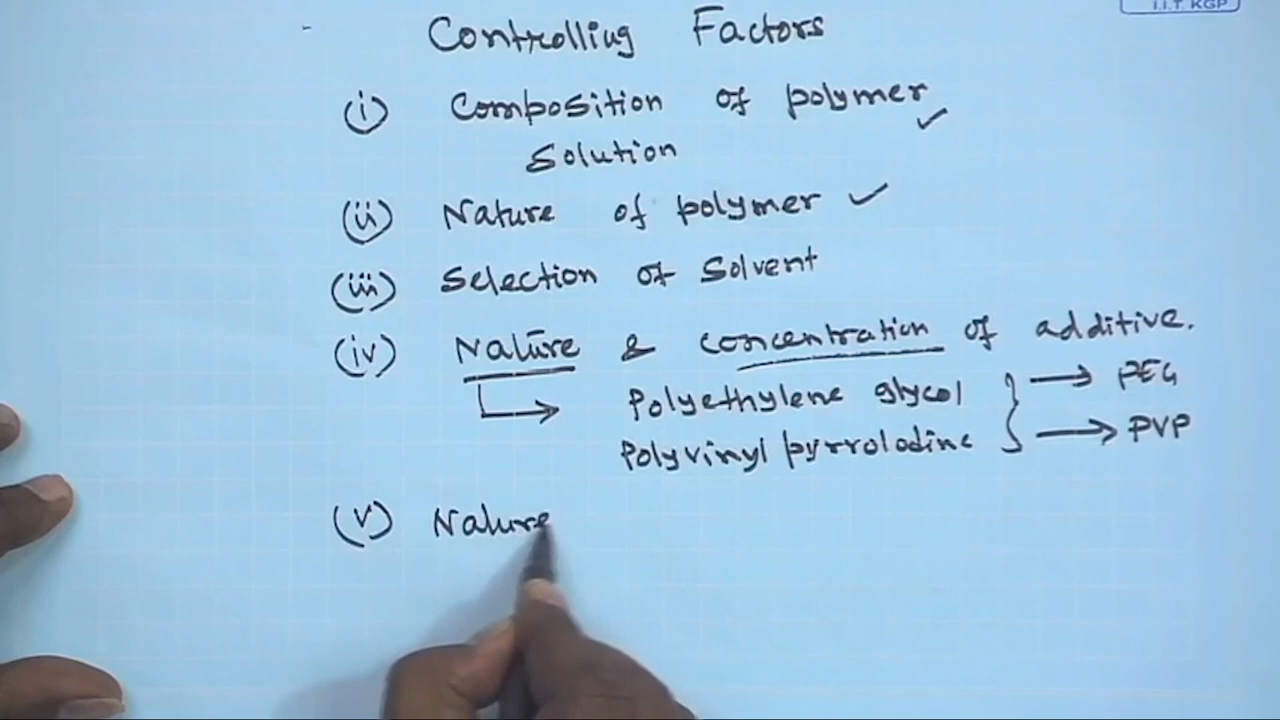 I.I.T. KGP
Controlling Factors
(i) Composition of polymer
Solution
(ii) Nature of polymer
(iii) Selection of Solvent
(iv) Nature & concentration of additive.
Polyethylene glycol → PEG
Polyvinyl pyrrolodine → PVP
(v) Nature